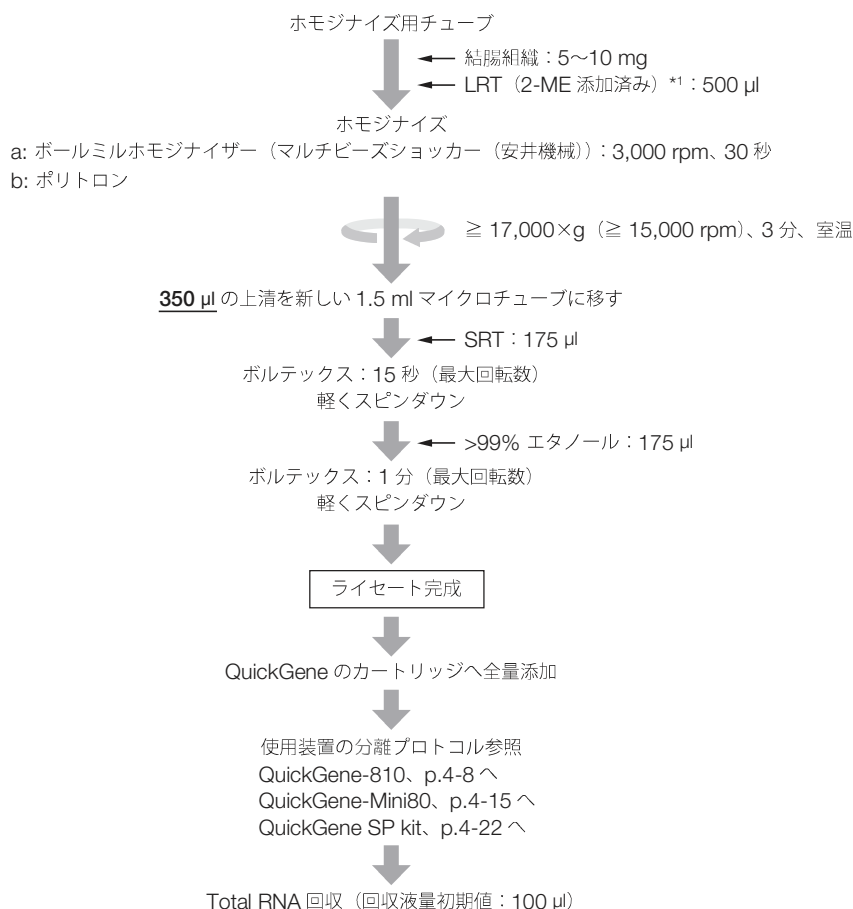 ホモジナイズ用チューブ
結腸組織：5～10 mg
LRT（2-ME 添加済み）*1：500 µl
ホモジナイズ
a: ボールミルホモジナイザー（マルチビーズショッカー（安井機械））：3,000 rpm、30 秒
b: ポリトロン
≧ 17,000×g（≧ 15,000 rpm）、3 分、室温
350 µl の上清を新しい 1.5 ml マイクロチューブに移す
SRT：175 µl
ボルテックス：15 秒（最大回転数）
軽くスピンダウン
>99% エタノール：175 µl
ボルテックス：1 分（最大回転数）
軽くスピンダウン
ライセート完成
QuickGene のカートリッジへ全量添加
使用装置の分離プロトコル参照
QuickGene-810、p.4-8 へ
QuickGene-Mini80、p.4-15 へ
QuickGene SP kit、p.4-22 へ
Total RNA 回収（回収液量初期値：100 µl）